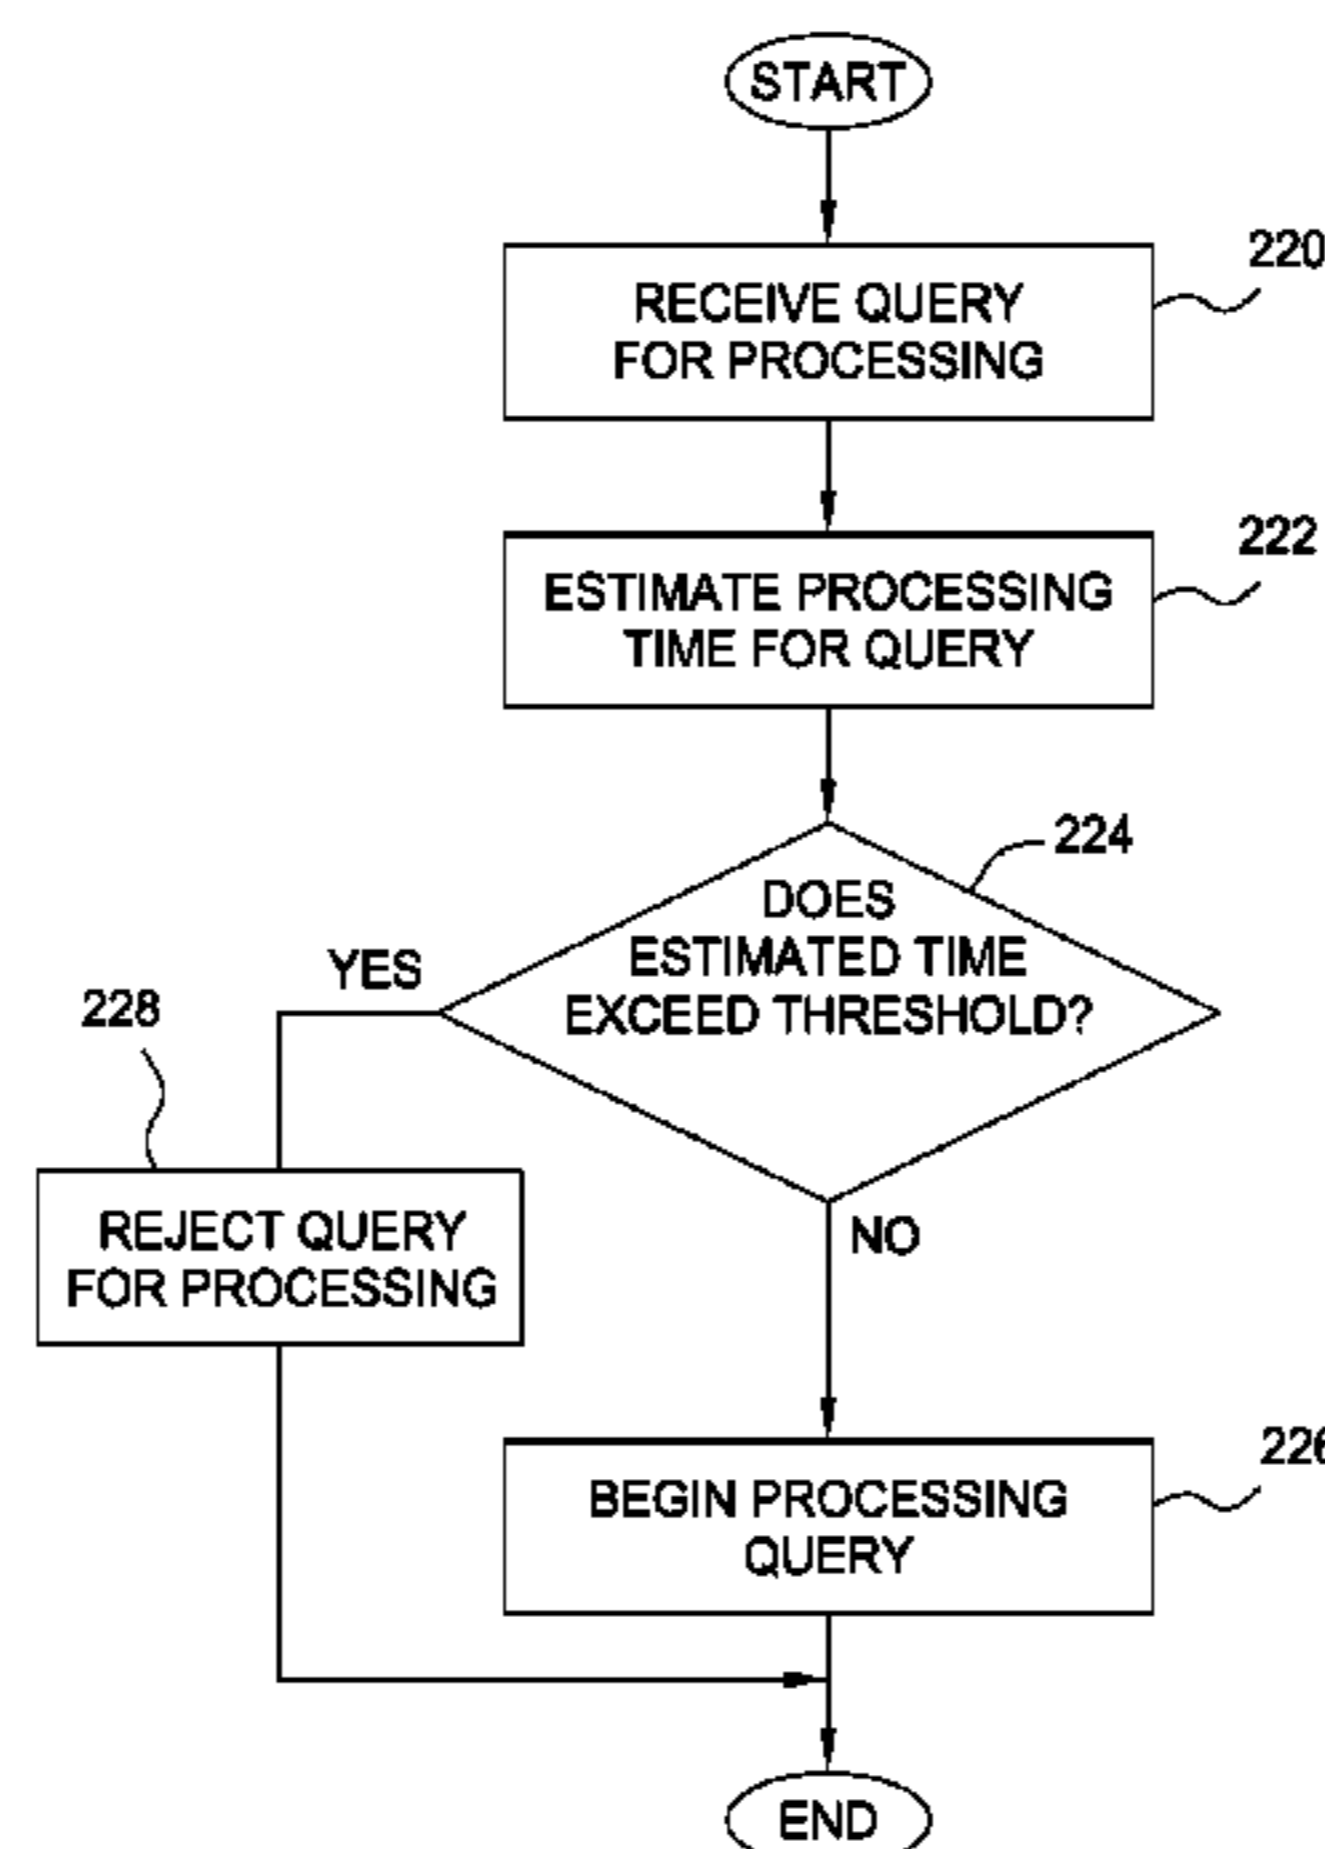 START
220
RECEIVE QUERY
FOR PROCESSING
222
ESTIMATE PROCESSING
TIME FOR QUERY
224
DOES
ESTIMATED TIME
EXCEED THRESHOLD?
YES
228
REJECT QUERY
FOR PROCESSING
NO
226
BEGIN PROCESSING
QUERY
END